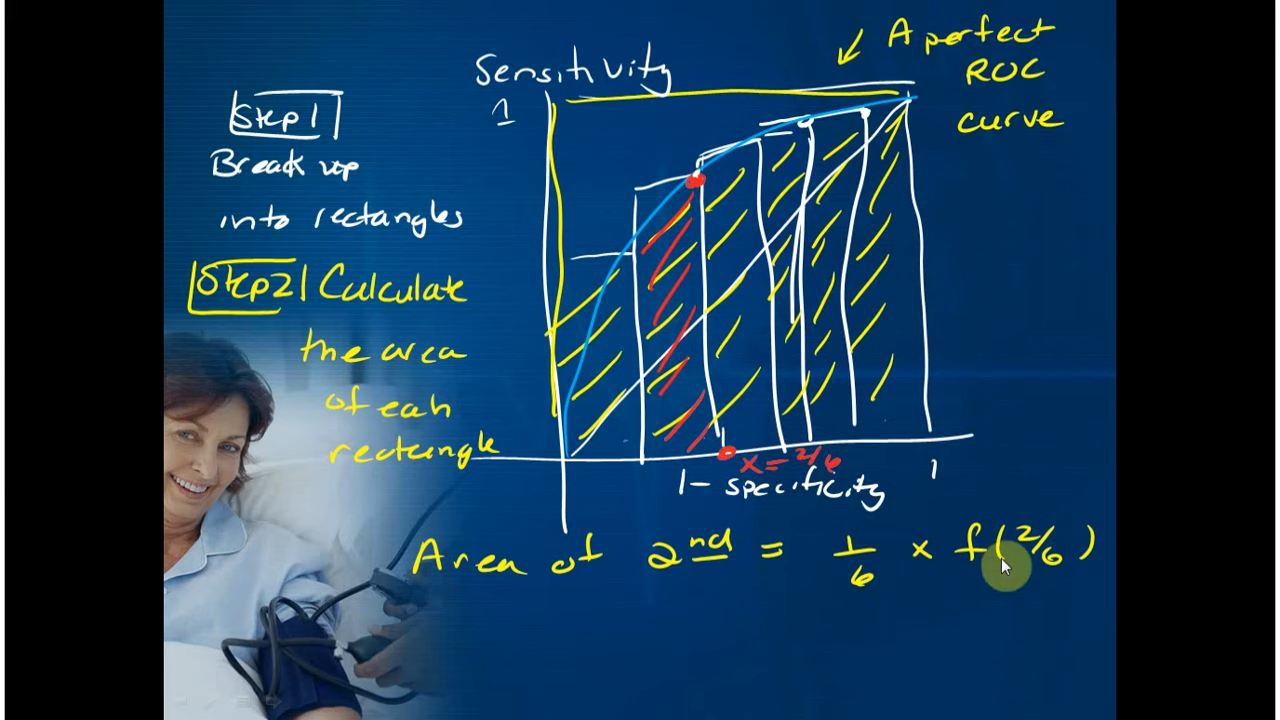 A perfect
ROC
curve
Sensitivity
1
Step 1
Break up
into rectangles
Step 2 Calculate
the area
of eah
rectangle
x = 2/6
1 - specificity
1
Area of 2nd = 1/6 × f(2/6)